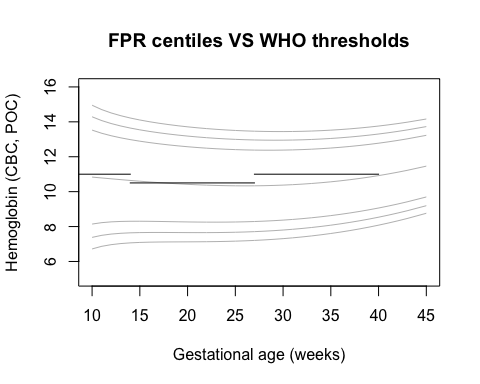 FPR centiles VS WHO thresholds
Hemoglobin (CBC, POC)
16
14
12
10
8
6
10 15 20 25 30 35 40 45
Gestational age (weeks)